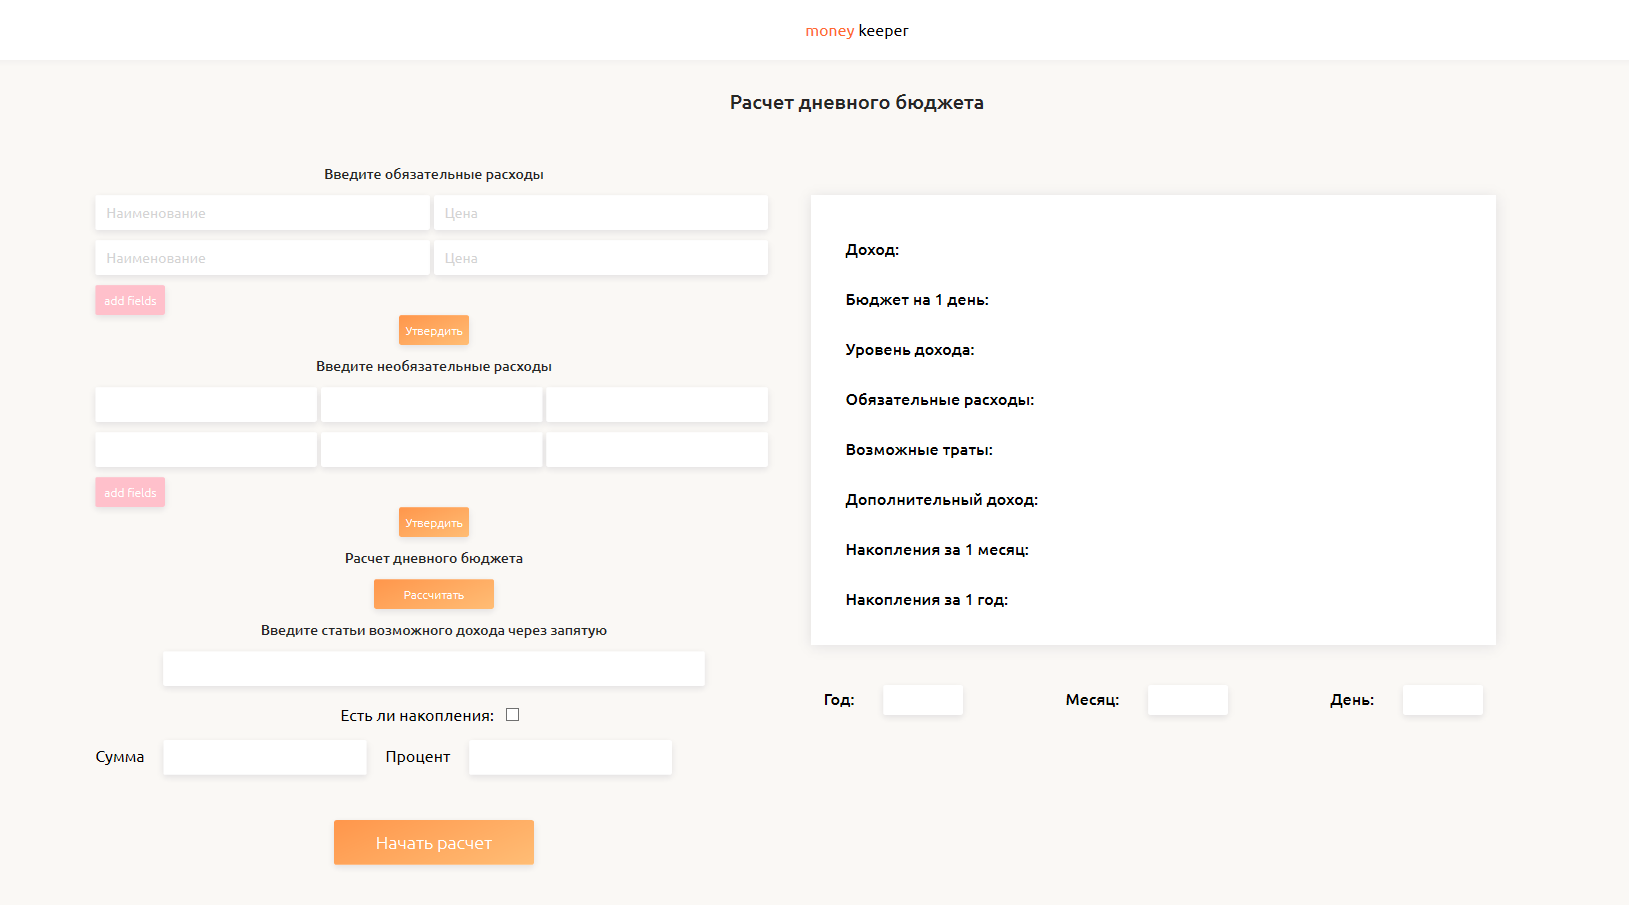 money keeper
Расчет дневного бюджета
Введите обязательные расходы
Наименование Цена
Наименование Цена
add fields
Утвердить
Введите необязательные расходы
add fields
Утвердить
Расчет дневного бюджета
Рассчитать
Введите статьи возможного дохода через запятую
Есть ли накопления:
Сумма Процент
Начать расчет
Доход:
Бюджет на 1 день:
Уровень дохода:
Обязательные расходы:
Возможные траты:
Дополнительный доход:
Накопления за 1 месяц:
Накопления за 1 год:
Год: Месяц: День: